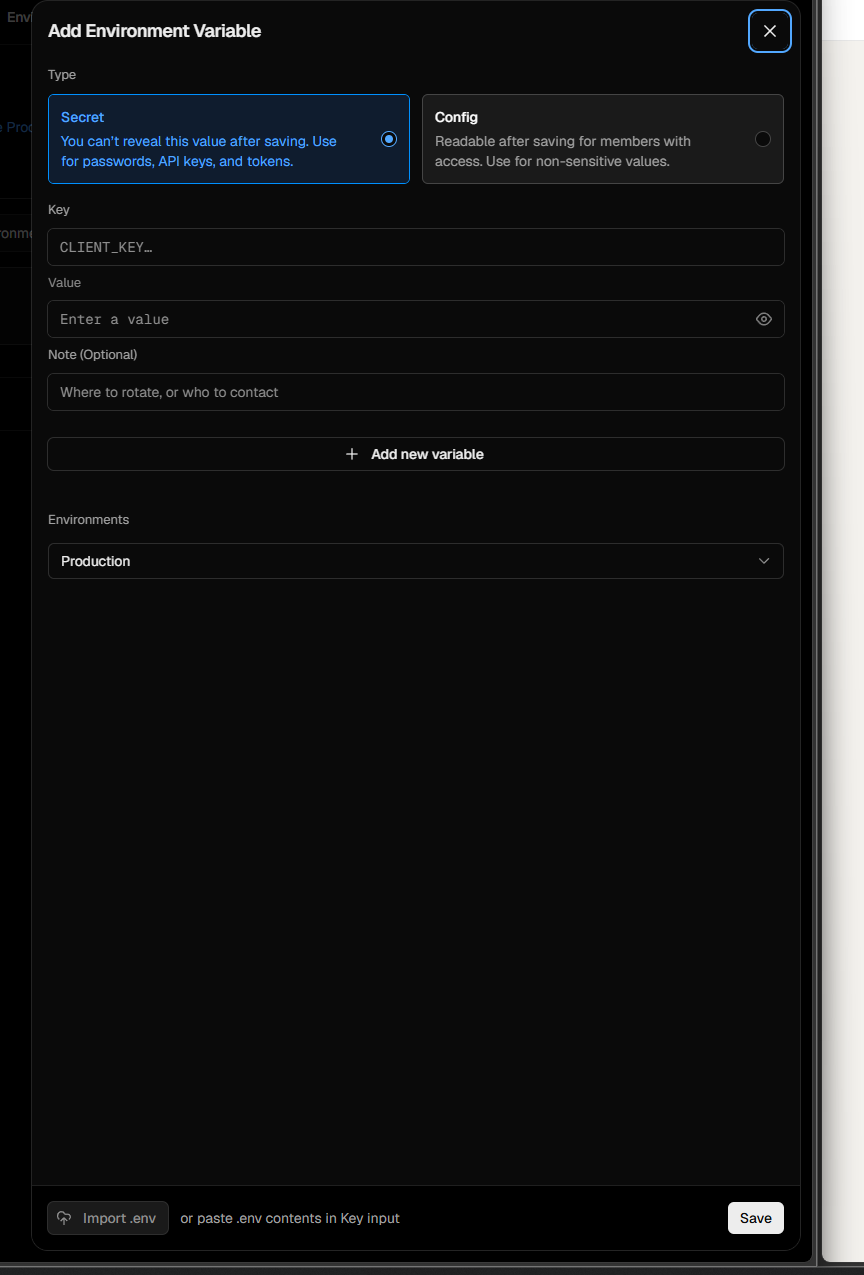 Add Environment Variable
Type
Secret
You can't reveal this value after saving. Use
for passwords, API keys, and tokens.
Config
Readable after saving for members with
access. Use for non-sensitive values.
Key
CLIENT_KEY…
Value
Enter a value
Note (Optional)
Where to rotate, or who to contact
Add new variable
Environments
Production
Import .env
or paste .env contents in Key input
Save